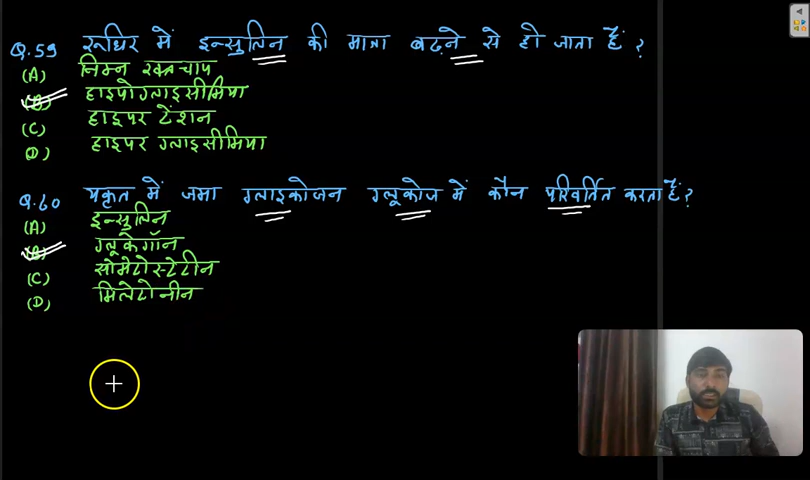 Q.59 रूधिर में इन्सुलिन की मात्रा बढ़ने से हो जाता हैं ?
(A) निम्न रक्तचाप
(B) हाइपोग्लाइसीमिया
(C) हाइपर टेंशन
(D) हाइपर ग्लाइसीमिया
Q.60 यकृत में जमा ग्लाइकोजन ग्लूकोज में कौन परिवर्तित करता हैं ?
(A) इन्सुलिन
(B) ग्लूकेगॉन
(C) सोमेटोस्टेटीन
(D) मिलेटोनीन